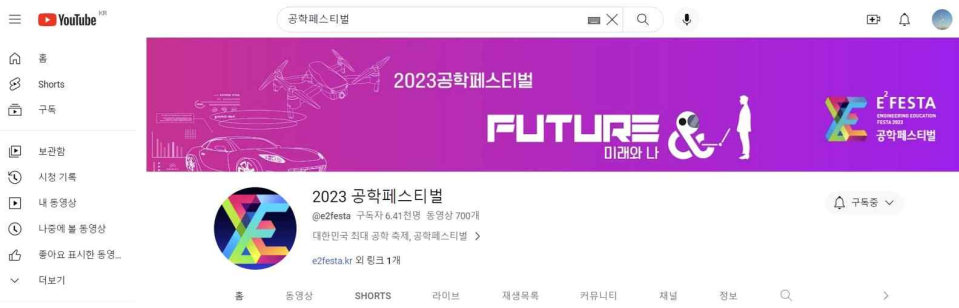 YouTube KR
공학페스티벌
홈
Shorts
구독
보관함
시청 기록
내 동영상
나중에 볼 동영상
좋아요 표시한 동영...
더보기
2023공학페스티벌
FUTURE &
미래와 나
E²FESTA
ENGINEERING EDUCATION
FESTA 2023
공학페스티벌
2023 공학페스티벌
@e2festa 구독자 6.41천명 동영상 700개
대한민국 최대 공학 축제, 공학페스티벌
e2festa.kr 외 링크 1개
구독중
홈 동영상 SHORTS 라이브 재생목록 커뮤니티 채널 정보